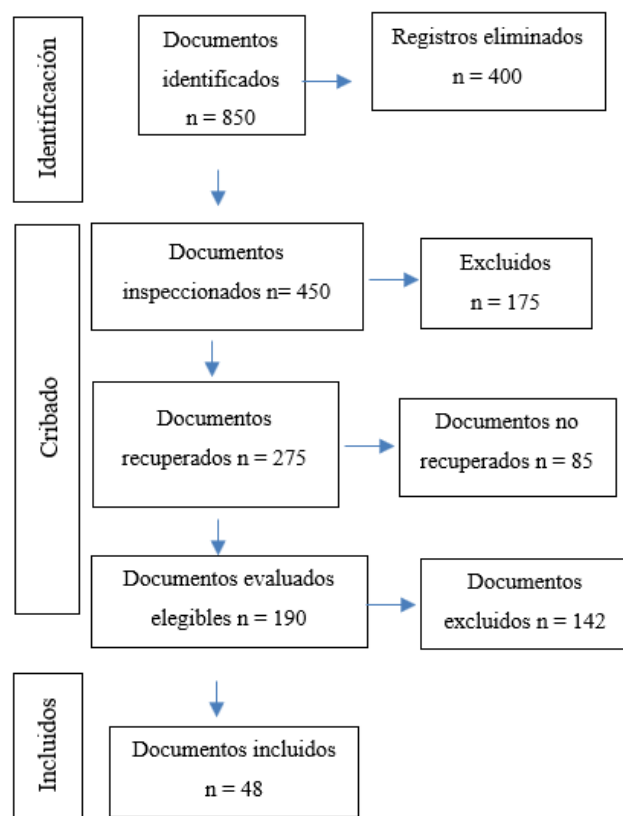 Identificación
Documentos
identificados
n = 850
Registros eliminados
n = 400
Cribado
Documentos
inspeccionados n= 450
Excluidos
n = 175
Documentos
recuperados n = 275
Documentos no
recuperados n = 85
Documentos evaluados
elegibles n = 190
Documentos
excluidos n = 142
Incluidos
Documentos incluidos
n = 48